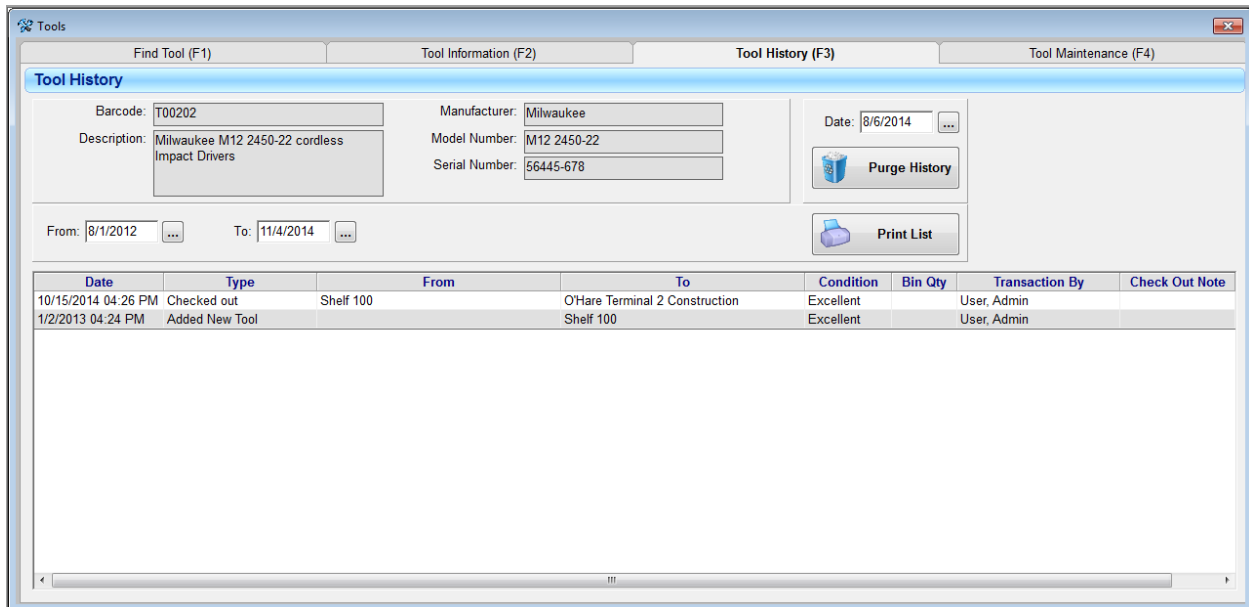 Tools
Find Tool (F1) Tool Information (F2) Tool History (F3) Tool Maintenance (F4)
Tool History
Barcode: T00202 Manufacturer: Milwaukee Date: 8/6/2014 ...
Description: Milwaukee M12 2450-22 cordless Model Number: M12 2450-22
Impact Drivers
Serial Number: 56445-678 Purge History
From: 8/1/2012 ... To: 11/4/2014 ... Print List
Date Type From To Condition Bin Qty Transaction By Check Out Note
10/15/2014 04:26 PM Checked out Shelf 100 O'Hare Terminal 2 Construction Excellent User, Admin
1/2/2013 04:24 PM Added New Tool Shelf 100 Excellent User, Admin